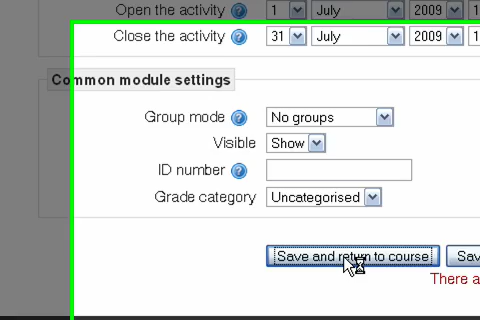 Open the activity 1 July 2009 1
Close the activity 31 July 2009 1
Common module settings
Group mode No groups
Visible Show
ID number
Grade category Uncategorised
Save and return to course Sav
There a